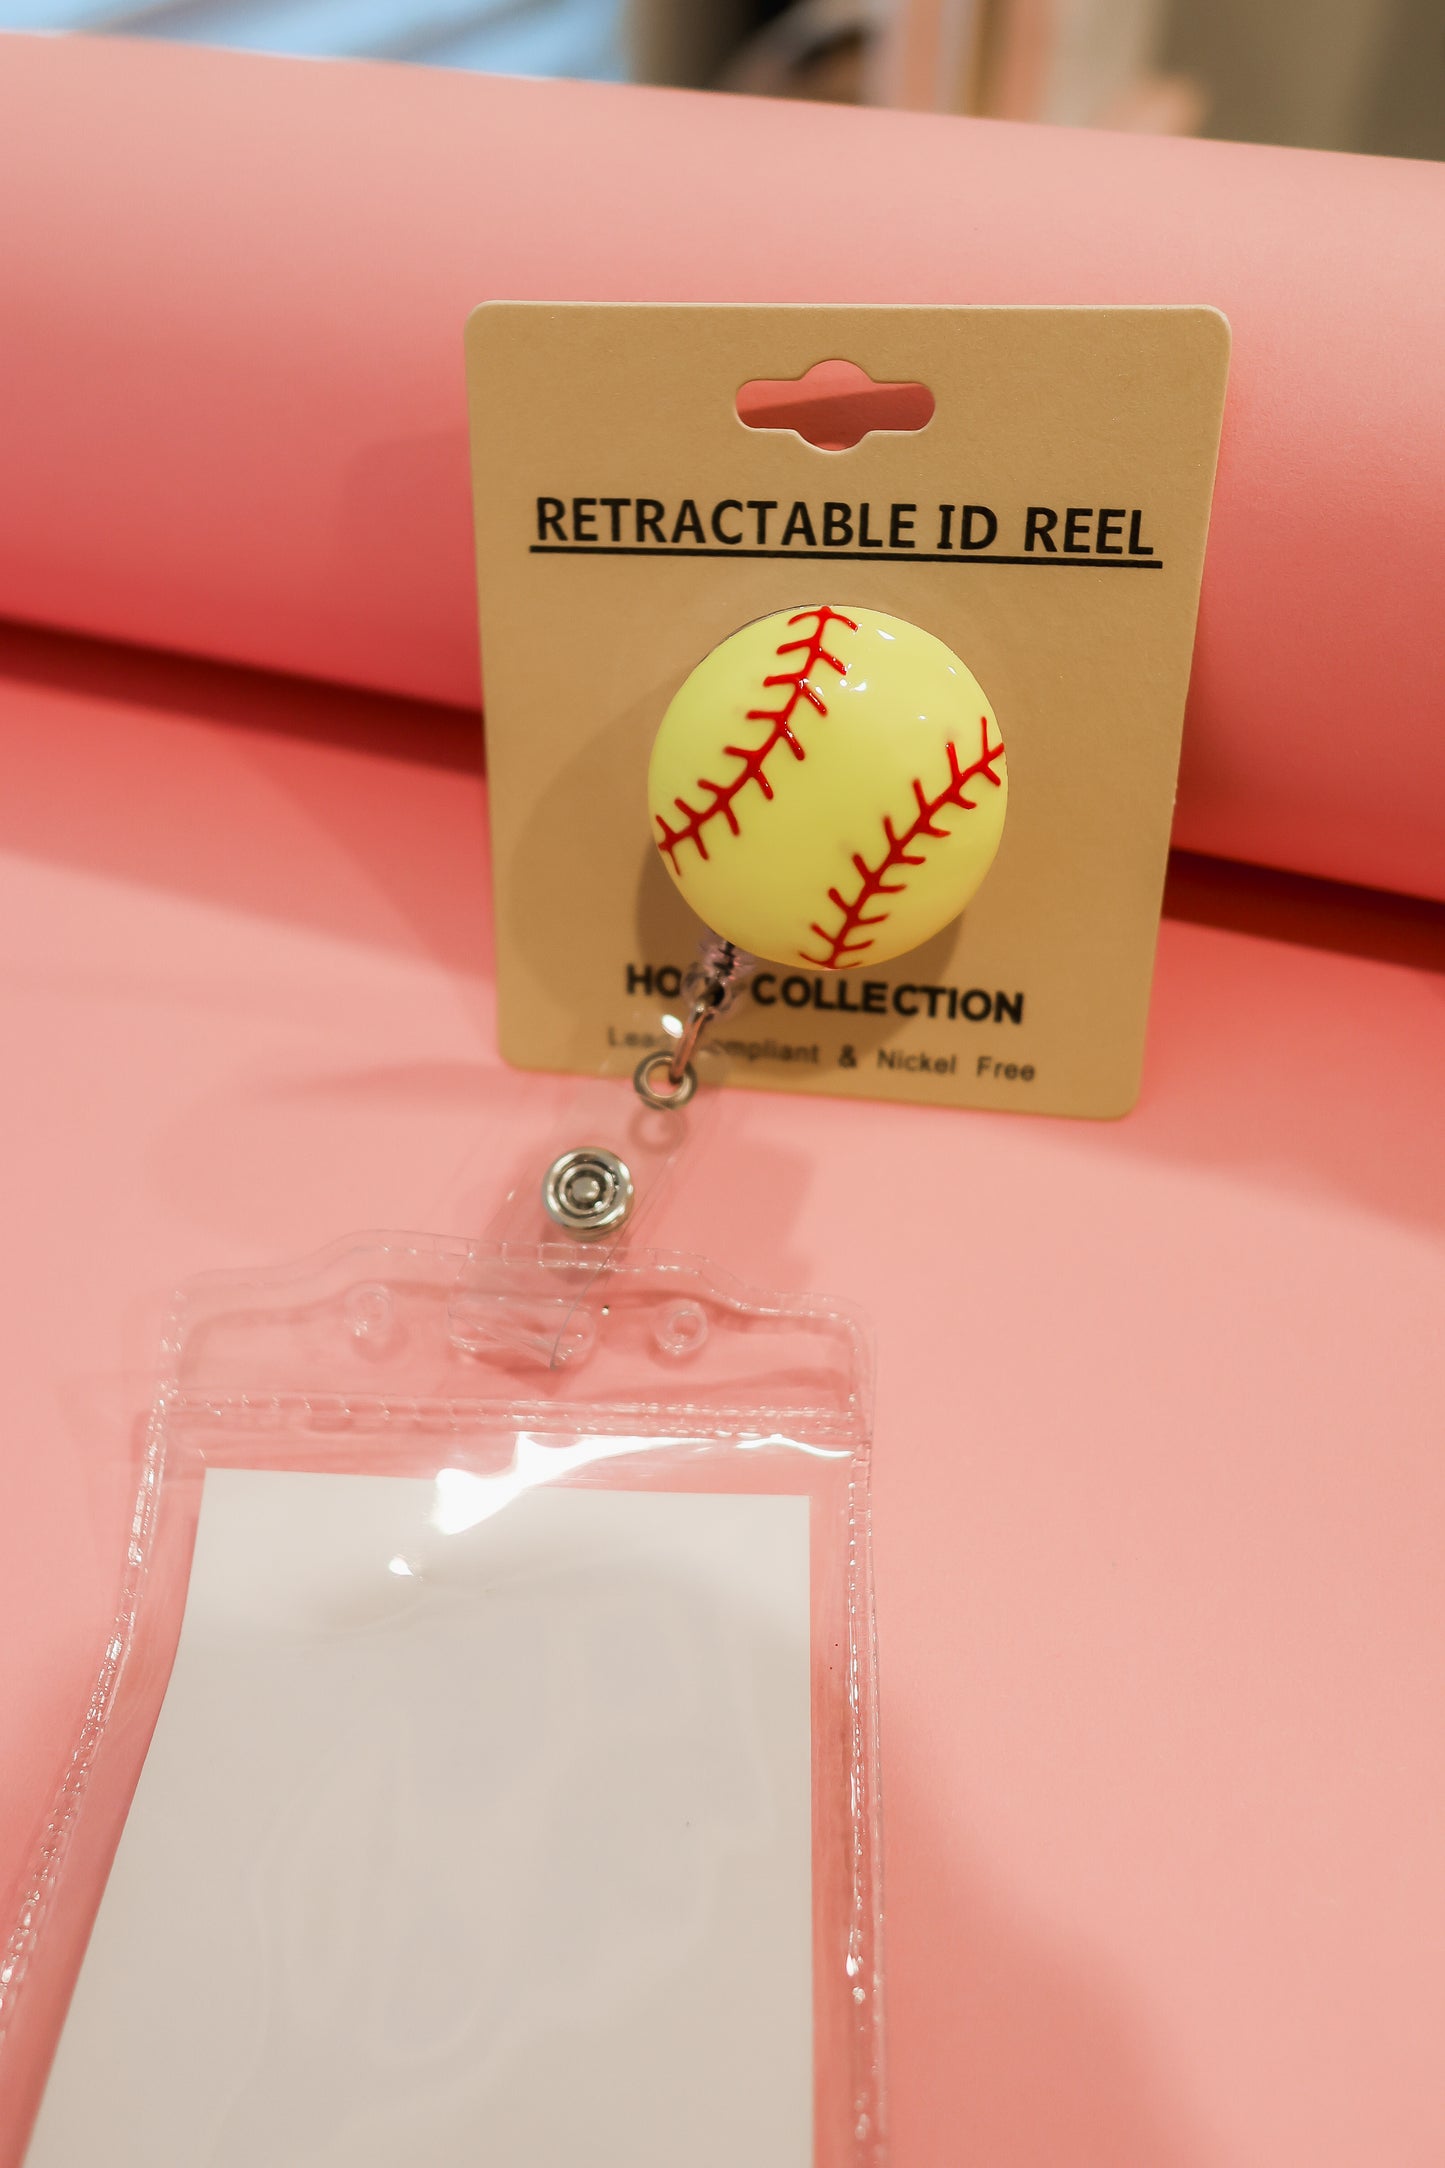 RETRACTABLE ID REEL
COLLECTION
& Nickel Free